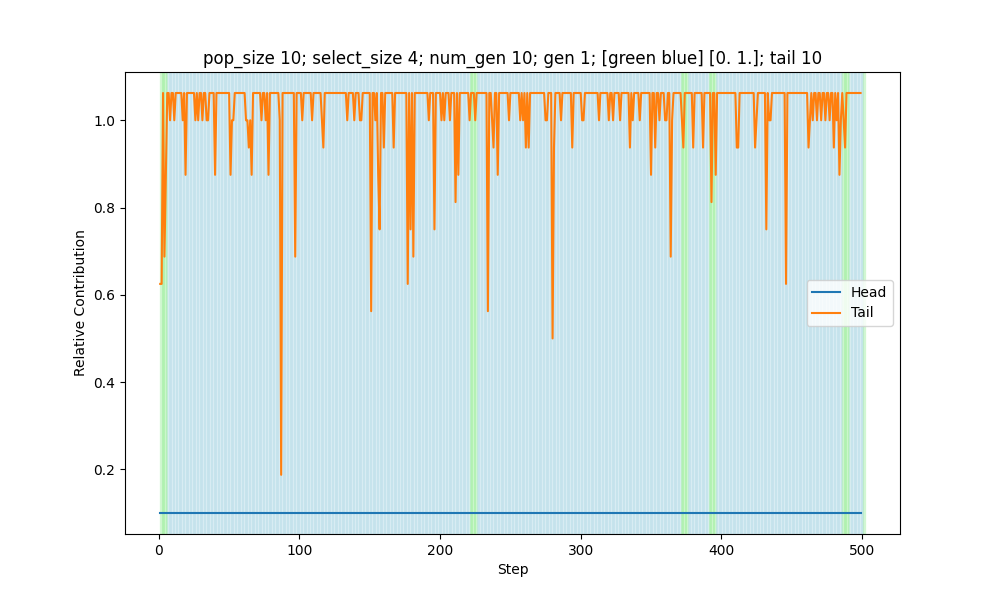 pop_size 10; select_size 4; num_gen 10; gen 1; [green blue] [0. 1.]; tail 10
1.0
0.8
0.6
0.4
0.2
Relative Contribution
Head
Tail
0 100 200 300 400 500
Step